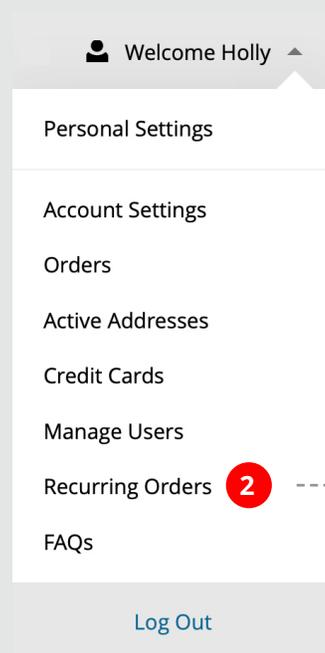 Welcome Holly
Personal Settings
Account Settings
Orders
Active Addresses
Credit Cards
Manage Users
Recurring Orders 2
FAQs
Log Out